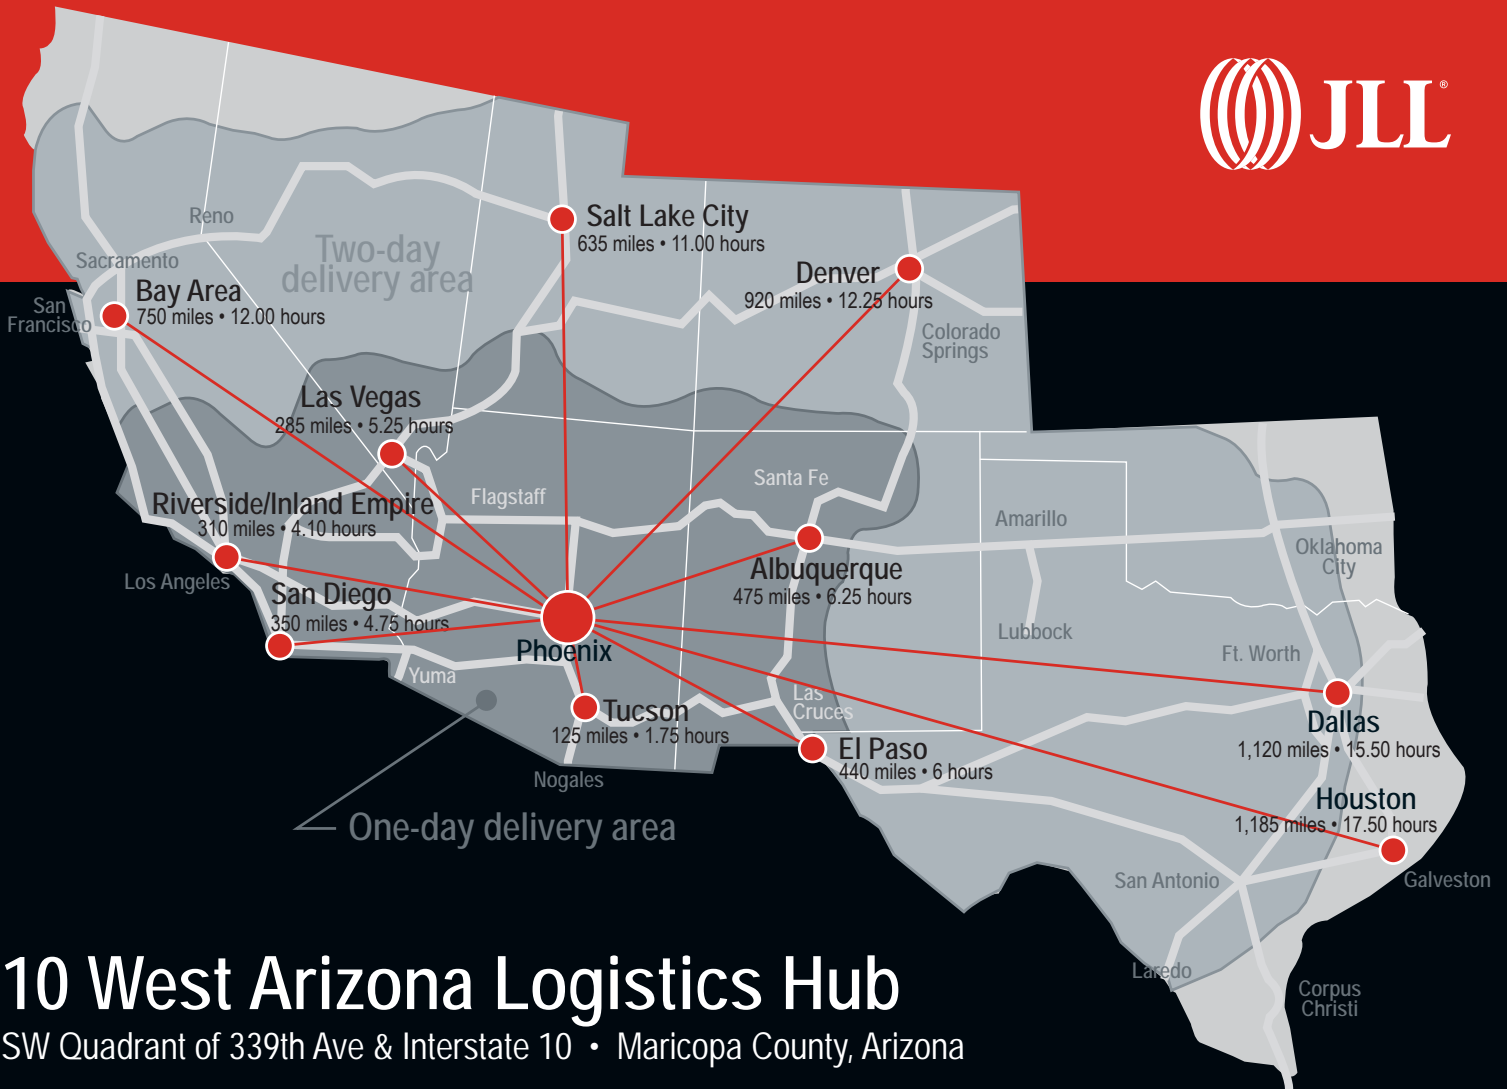 JLL®
Reno
Salt Lake City
635 miles • 11.00 hours
Two-day
delivery area
Sacramento
Denver
920 miles • 12.25 hours
Bay Area
750 miles • 12.00 hours
San
Francisco
Colorado
Springs
Las Vegas
285 miles • 5.25 hours
Santa Fe
Flagstaff
Riverside/Inland Empire
310 miles • 4.10 hours
Amarillo
Oklahoma
City
Los Angeles
Albuquerque
475 miles • 6.25 hours
San Diego
350 miles • 4.75 hours
Lubbock
Phoenix
Ft. Worth
Yuma
Las
Cruces
Tucson
125 miles • 1.75 hours
Dallas
1,120 miles • 15.50 hours
El Paso
440 miles • 6 hours
Nogales
Houston
1,185 miles • 17.50 hours
One-day delivery area
San Antonio
Galveston
Laredo
Corpus
Christi
10 West Arizona Logistics Hub
SW Quadrant of 339th Ave & Interstate 10 • Maricopa County, Arizona